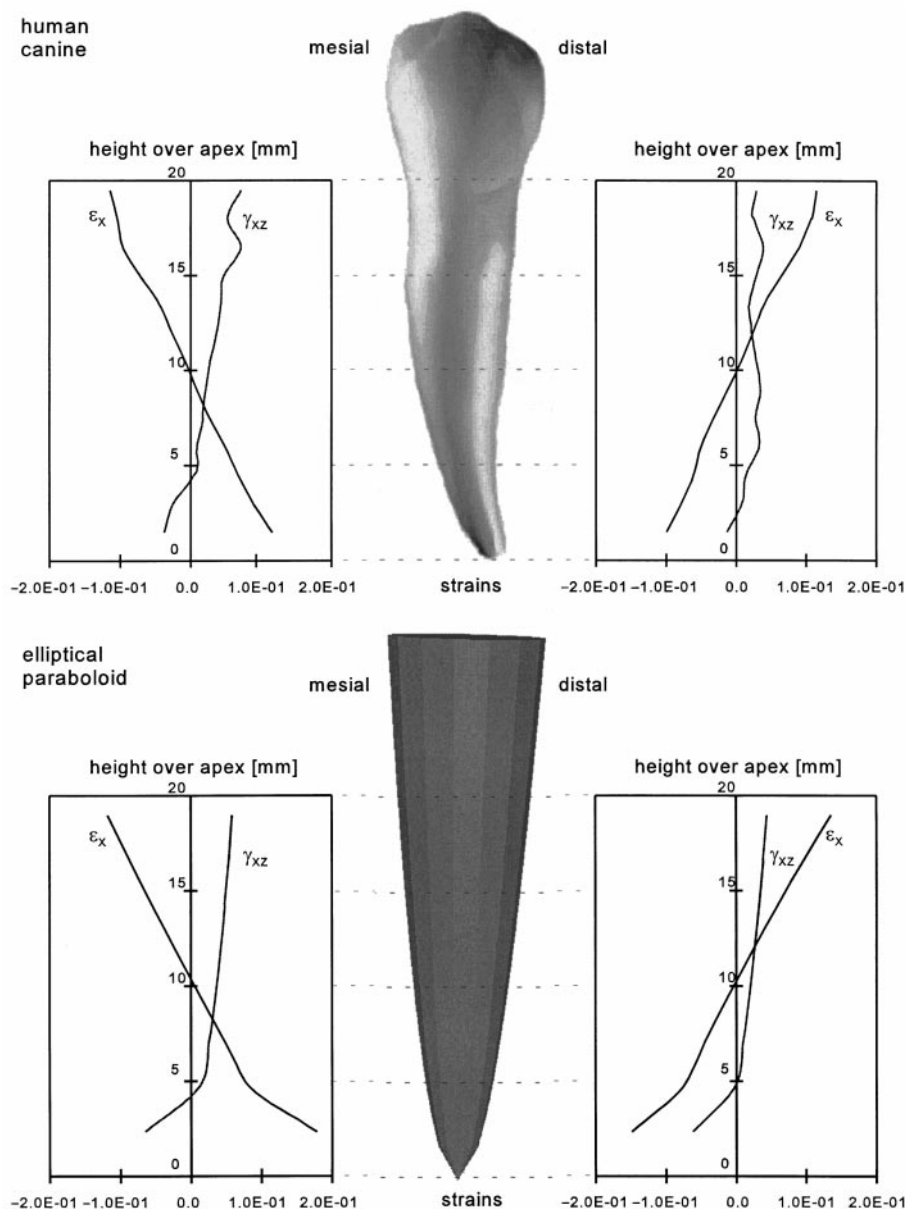 human
canine
mesial
distal
height over apex [mm]
height over apex [mm]
20
εx
γxz
15
10
5
0
−2.0E−01 −1.0E−01 0.0 1.0E−01 2.0E−01
20
γxz
εx
15
10
5
0
−2.0E−01 −1.0E−01 0.0 1.0E−01 2.0E−01
strains
elliptical
paraboloid
mesial
distal
height over apex [mm]
height over apex [mm]
20
εx
γxz
15
10
5
0
−2.0E−01 −1.0E−01 0.0 1.0E−01 2.0E−01
20
γxz
εx
15
10
5
0
−2.0E−01 −1.0E−01 0.0 1.0E−01 2.0E−01
strains